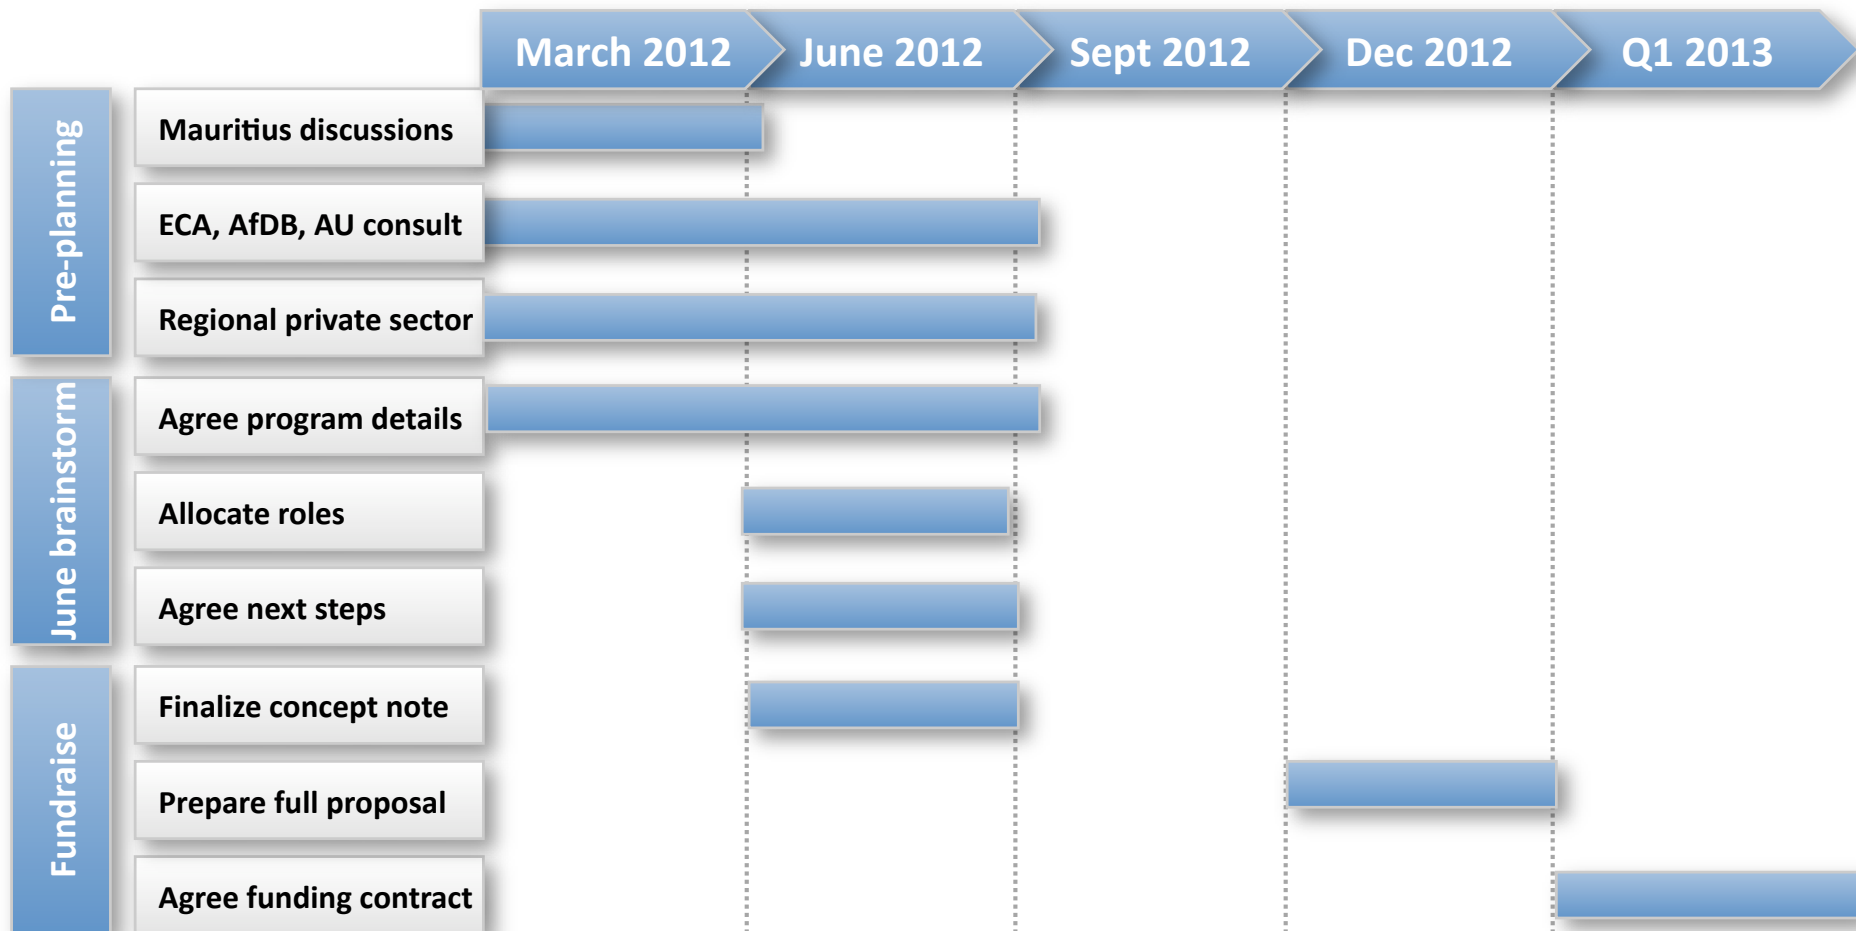 March 2012
June 2012
Sept 2012
Dec 2012
Q1 2013
Pre-planning
Mauritius discussions
ECA, AfDB, AU consult
Regional private sector
June brainstorm
Agree program details
Allocate roles
Agree next steps
Fundraise
Finalize concept note
Prepare full proposal
Agree funding contract